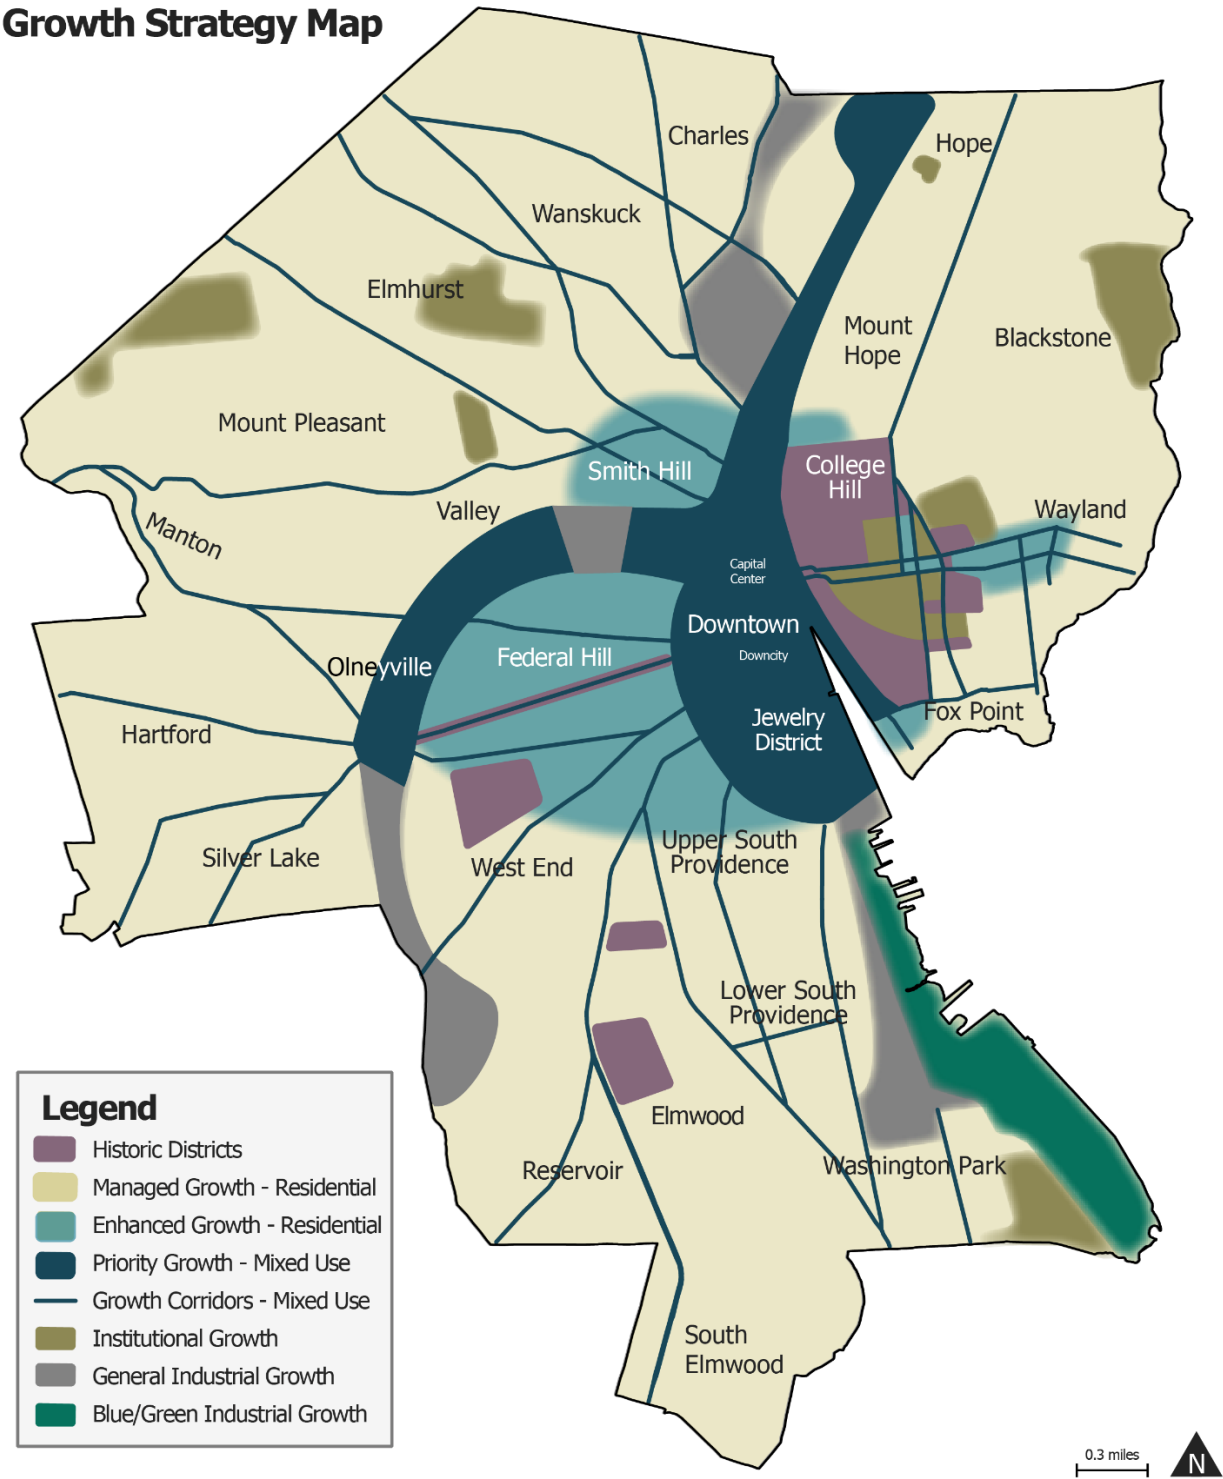 Growth Strategy Map
Charles
Hope
Wanskuck
Elmhurst
Mount
Hope
Blackstone
Mount Pleasant
Smith Hill
College
Hill
Valley
Wayland
Manton
Capital
Center
Downtown
Downcity
Federal Hill
Olneyville
Jewelry
District
Fox Point
Hartford
Silver Lake
West End
Upper South
Providence
Lower South
Providence
Elmwood
Reservoir
Washington Park
South
Elmwood
Legend
Historic Districts
Managed Growth - Residential
Enhanced Growth - Residential
Priority Growth - Mixed Use
Growth Corridors - Mixed Use
Institutional Growth
General Industrial Growth
Blue/Green Industrial Growth
0.3 miles
N